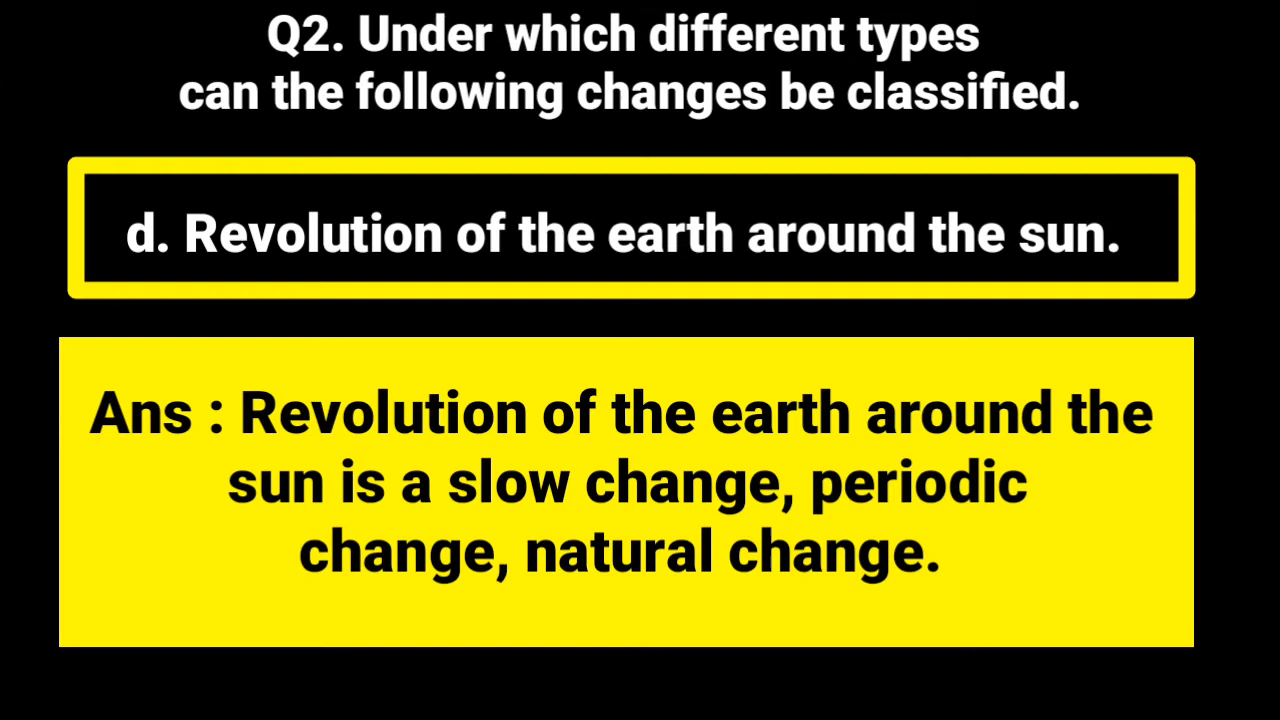 Q2. Under which different types
can the following changes be classified.
d. Revolution of the earth around the sun.
Ans : Revolution of the earth around the
sun is a slow change, periodic
change, natural change.